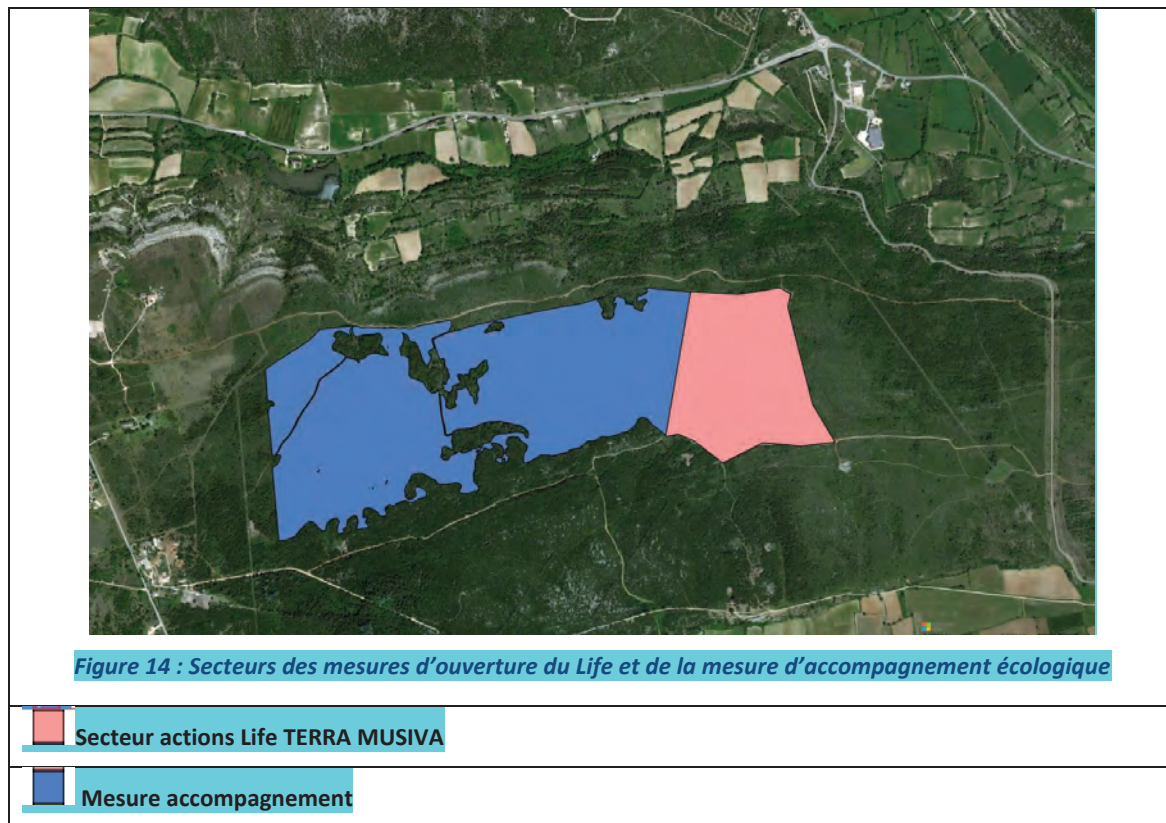 Figure 14 : Secteurs des mesures d’ouverture du Life et de la mesure d’accompagnement écologique
Secteur actions Life TERRA MUSIVA
Mesure accompagnement